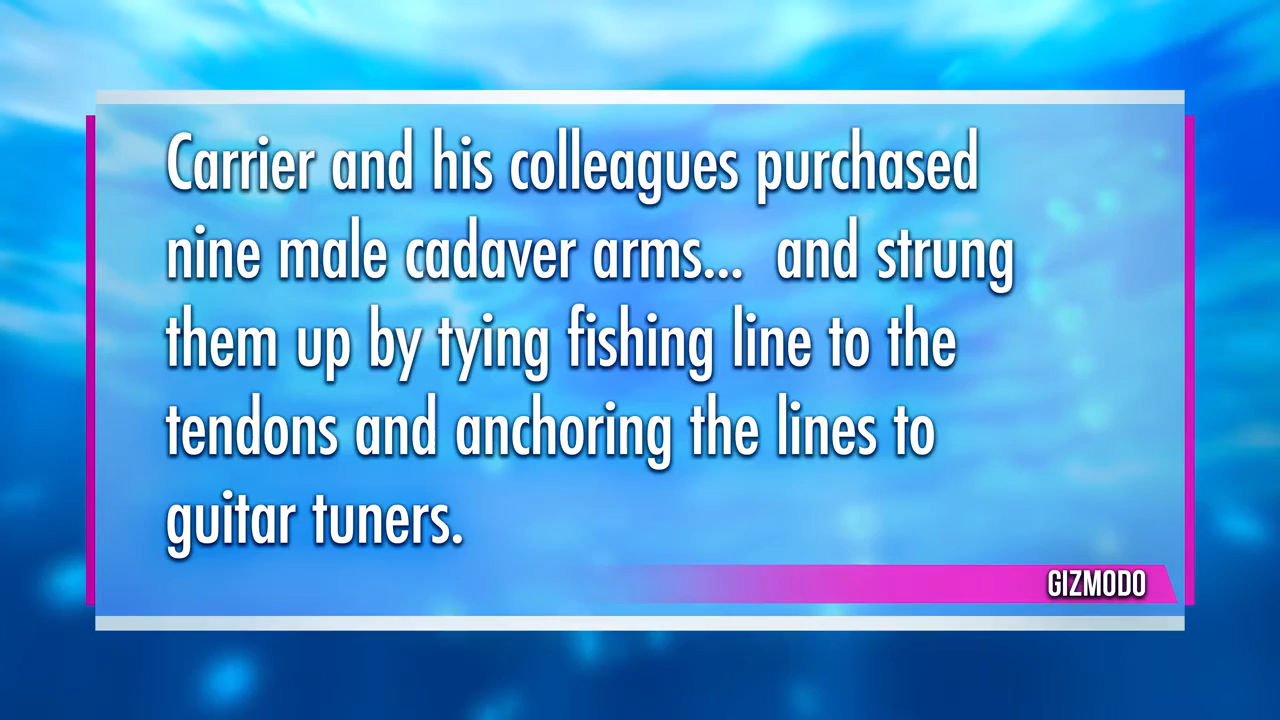 Carrier and his colleagues purchased
nine male cadaver arms...  and strung
them up by tying fishing line to the
tendons and anchoring the lines to
guitar tuners.
GIZMODO